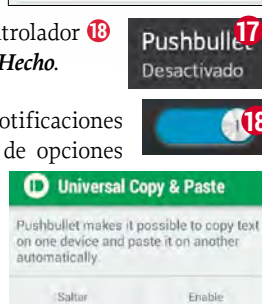 trolador 18
Hecho.
Pushbullet 17
Desactivado
otificaciones
de opciones
18
Universal Copy & Paste
Pushbullet makes it possible to copy text
on one device and paste it on another
automatically.
Saltar Enable